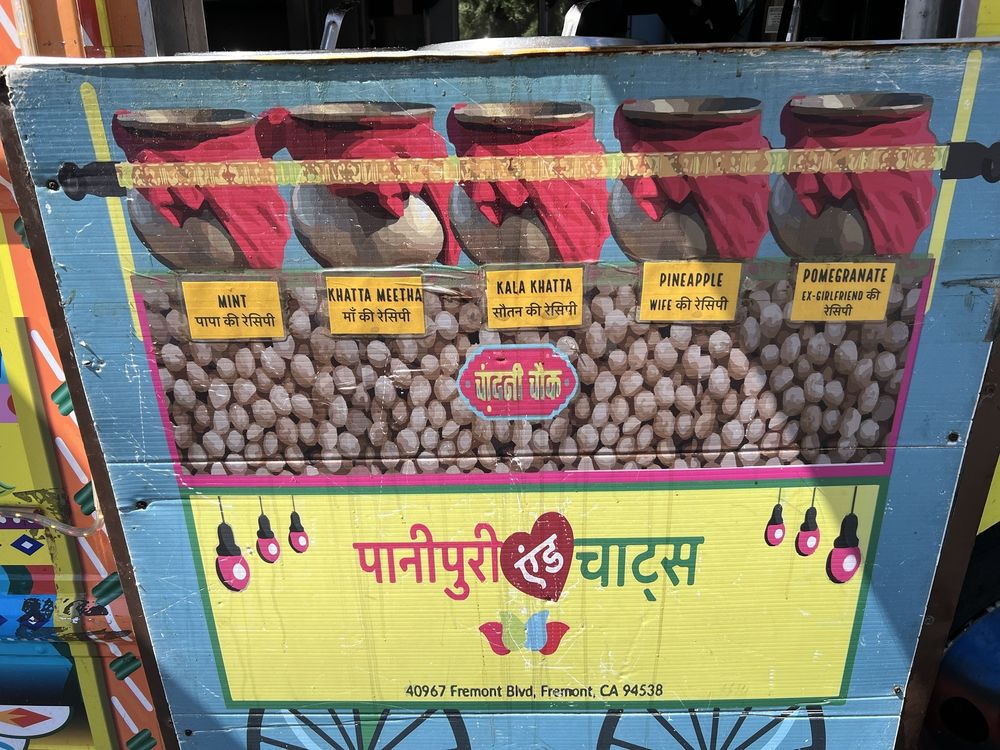 MINT
पापा की रेसिपी
KHATTA MEETHA
माँ की रेसिपी
KALA KHATTA
सौतन की रेसिपी
PINEAPPLE
WIFE की रेसिपी
POMEGRANATE
EX-GIRLFRIEND की
रेसिपी
चांदनी चौक
पानीपुरी एंड चाट्स
40967 Fremont Blvd, Fremont, CA 94538